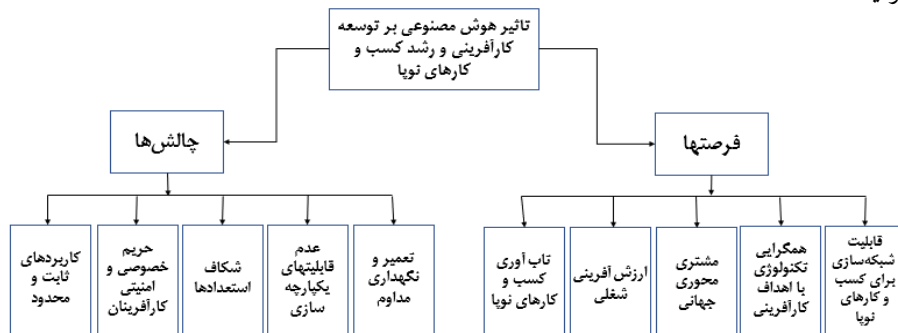 تاثیر هوش مصنوعی بر توسعه
کارآفرینی و رشد کسب و
کارهای نوپا
فرصتها
چالش‌ها
قابلیت
شبکه‌سازی
برای کسب
و کارهای
نوپا
همگرایی
تکنولوژی
با اهداف
کارآفرینی
مشتری
محوری
جهانی
ارزش آفرینی
شغلی
تاب آوری
کسب و
کارهای نوپا
تعمیر و
نگهداری
مداوم
عدم
قابلیتهای
یکپارچه
سازی
شکاف
استعدادها
حریم
خصوصی و
امنیتی
کارآفرینان
کاربردهای
ثابت و
محدود